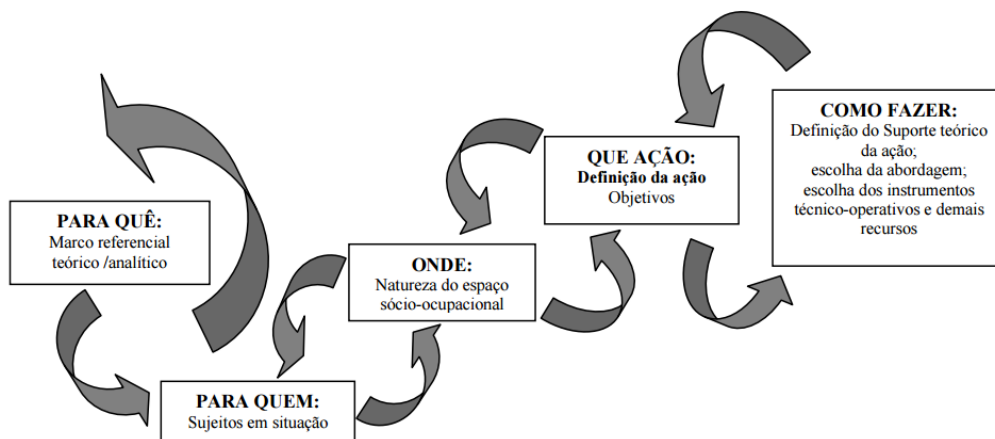 PARA QUÊ:
Marco referencial
teórico /analítico
PARA QUEM:
Sujeitos em situação
ONDE:
Natureza do espaço
sócio-ocupacional
QUE AÇÃO:
Definição da ação
Objetivos
COMO FAZER:
Definição do Suporte teórico
da ação;
escolha da abordagem;
escolha dos instrumentos
técnico-operativos e demais
recursos